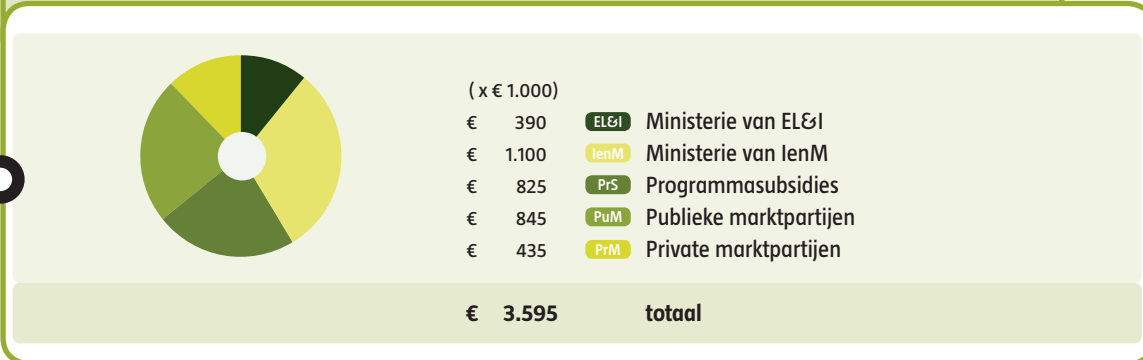 ( x € 1.000)
€ 390 EL&I Ministerie van EL&I
€ 1.100 IenM Ministerie van IenM
€ 825 PrS Programmasubsidies
€ 845 PuM Publieke marktpartijen
€ 435 PrM Private marktpartijen
€ 3.595 totaal